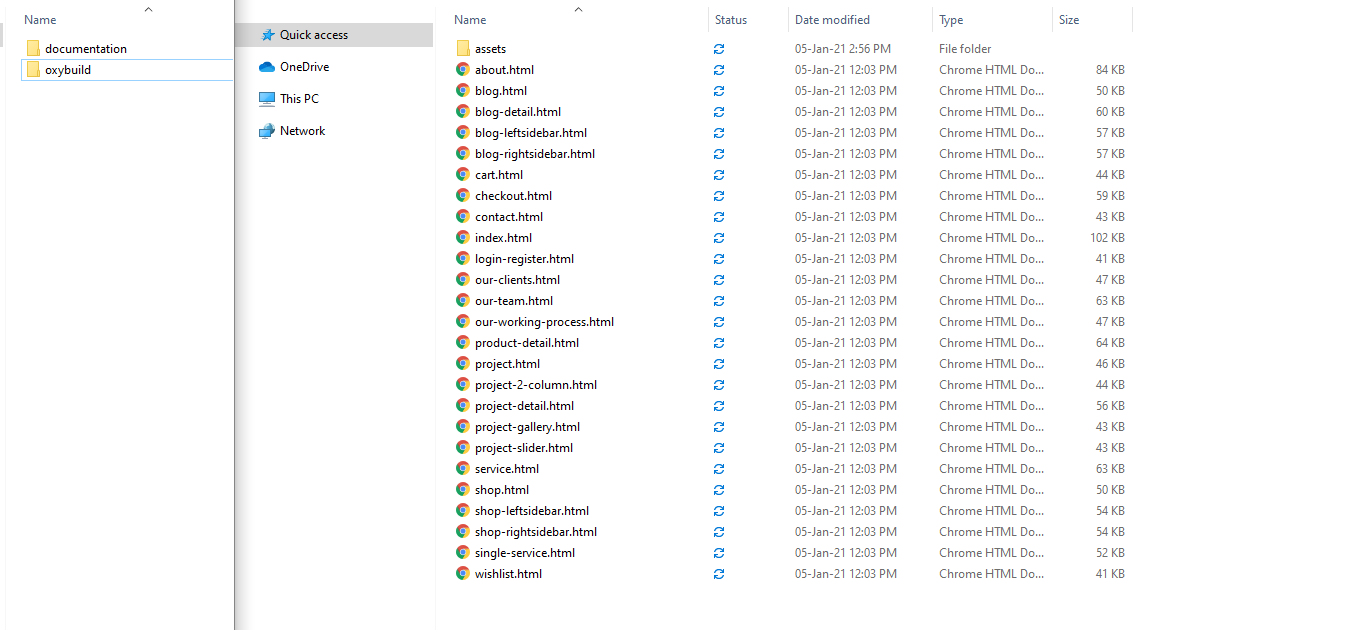 Name
documentation
oxybuild
Quick access
OneDrive
This PC
Network
Name Status Date modified Type Size
assets 05-Jan-21 2:56 PM File folder
about.html 05-Jan-21 12:03 PM Chrome HTML Do... 84 KB
blog.html 05-Jan-21 12:03 PM Chrome HTML Do... 50 KB
blog-detail.html 05-Jan-21 12:03 PM Chrome HTML Do... 60 KB
blog-leftsidebar.html 05-Jan-21 12:03 PM Chrome HTML Do... 57 KB
blog-rightsidebar.html 05-Jan-21 12:03 PM Chrome HTML Do... 57 KB
cart.html 05-Jan-21 12:03 PM Chrome HTML Do... 44 KB
checkout.html 05-Jan-21 12:03 PM Chrome HTML Do... 59 KB
contact.html 05-Jan-21 12:03 PM Chrome HTML Do... 43 KB
index.html 05-Jan-21 12:03 PM Chrome HTML Do... 102 KB
login-register.html 05-Jan-21 12:03 PM Chrome HTML Do... 41 KB
our-clients.html 05-Jan-21 12:03 PM Chrome HTML Do... 47 KB
our-team.html 05-Jan-21 12:03 PM Chrome HTML Do... 63 KB
our-working-process.html 05-Jan-21 12:03 PM Chrome HTML Do... 47 KB
product-detail.html 05-Jan-21 12:03 PM Chrome HTML Do... 64 KB
project.html 05-Jan-21 12:03 PM Chrome HTML Do... 46 KB
project-2-column.html 05-Jan-21 12:03 PM Chrome HTML Do... 44 KB
project-detail.html 05-Jan-21 12:03 PM Chrome HTML Do... 56 KB
project-gallery.html 05-Jan-21 12:03 PM Chrome HTML Do... 43 KB
project-slider.html 05-Jan-21 12:03 PM Chrome HTML Do... 43 KB
service.html 05-Jan-21 12:03 PM Chrome HTML Do... 63 KB
shop.html 05-Jan-21 12:03 PM Chrome HTML Do... 50 KB
shop-leftsidebar.html 05-Jan-21 12:03 PM Chrome HTML Do... 54 KB
shop-rightsidebar.html 05-Jan-21 12:03 PM Chrome HTML Do... 54 KB
single-service.html 05-Jan-21 12:03 PM Chrome HTML Do... 52 KB
wishlist.html 05-Jan-21 12:03 PM Chrome HTML Do... 41 KB